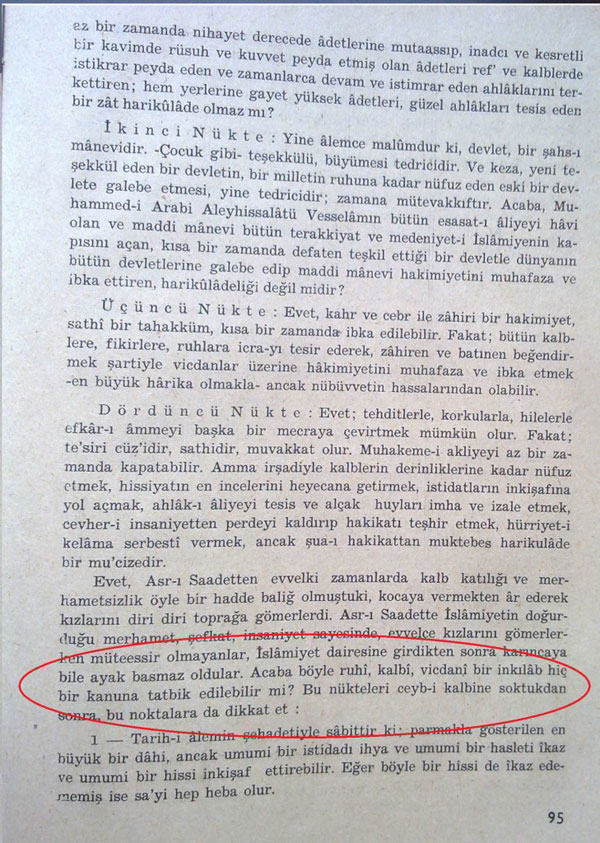 az bir zamanda nihayet derecede âdetlerine mutaassıp, inadcı ve kesretli
bir kavimde rüsuh ve kuvvet peyda etmiş olan âdetleri ref' ve kalblerde
istikrar peyda eden ve zamanlarca devam ve istimrar eden ahlaklarını ter-
kettiren; hem yerlerine gayet yüksek âdetleri, güzel ahlâkları tesis eden
bir zât harikulâde olmaz mı?
İkinci Nükte : Yine âlemce malûmdur ki, devlet, bir şahs-ı
mânevidir. -Çocuk gibi- teşekkülü, büyümesi tedricidir. Ve keza, yeni te-
şekkül eden bir devletin, bir milletin ruhuna kadar nüfuz eden eski bir dev-
lete galebe etmesi, yine tedricidir; zamana mütevakkıftır. Acaba, Mu-
hammed-i Arabi Aleyhissalâtü Vesselâmın bütün esasat-ı âliyeyi hâvi
olan ve maddi mânevi bütün terakkiyat ve medeniyet-i İslâmiyenin ka-
pısını açan, kısa bir zamanda defaten teşkil ettiği bir devletle dünyanın
bütün devletlerine galebe edip maddi mânevi hakimiyetini muhafaza ve
ibka ettiren, harikûlâdeliği değil midir?
Üçüncü Nükte : Evet, kahr ve cebr ile zâhiri bir hakimiyet,
sathî bir tahakküm, kısa bir zamanda ibka edilebilir. Fakat; bütün kalb-
lere, fikirlere, ruhlara icra-yı tesir ederek, zâhiren ve batınen beğendir-
mek şartiyle vicdanlar üzerine hâkimiyetini muhafaza ve ibka etmek
-en büyük hârika olmakla- ancak nübüvvetin hassalarından olabilir.
Dördüncü Nükte : Evet; tehditlerle, korkularla, hilelerle
efkâr-ı âmmeyi başka bir mecraya çevirtmek mümkün olur. Fakat;
te'siri cüz'idir, sathidir, muvakkat olur. Muhakeme-i akliyeyi az bir za-
manda kapatabilir. Amma irşadiyle kalblerin derinliklerine kadar nüfuz
etmek, hissiyatın en incelerini heyecana getirmek, istidatların inkişafına
yol açmak, ahlâk-ı âliyeyi tesis ve alçak huyları imha ve izale etmek,
cevher-i insaniyetten perdeyi kaldırıp hakikatı teşhir etmek, hürriyet-i
kelâma serbestî vermek, ancak şua-ı hakikattan muktebes harikulâde
bir mu'cizedir.
Evet, Asr-ı Saadetten evvelki zamanlarda kalb katılığı ve mer-
hametsizlik öyle bir hadde baliğ olmuştuki, kocaya vermekten âr ederek
kızlarını diri diri toprağa gömerlerdi. Asr-ı Saadette İslâmiyetin doğur-
duğu merhamet, şefkat, insaniyet sayesinde, evvelçe kızlarını gömerler-
ken müteessir olmayanlar, İslâmiyet dairesine girdikten sonra karıncaya
bile ayak basmaz oldular. Acaba böyle ruhî, kalbî, vicdanî bir inkılâb hiç
bir kanuna tatbik edilebilir mi? Bu nükteleri ceyb-i kalbine soktukdan
sonra, bu noktalara da dikkat et :
1 — Tarih-ı âlemin şehadetiyle sâbittir ki; parmakla gösterilen en
büyük bir dâhi, ancak umumi bir istidadı ihya ve umumi bir hasleti îkaz
ve umumi bir hissi inkişaf ettirebilir. Eğer böyle bir hissi de îkaz ede-
memiş ise sa'yi hep heba olur.
95